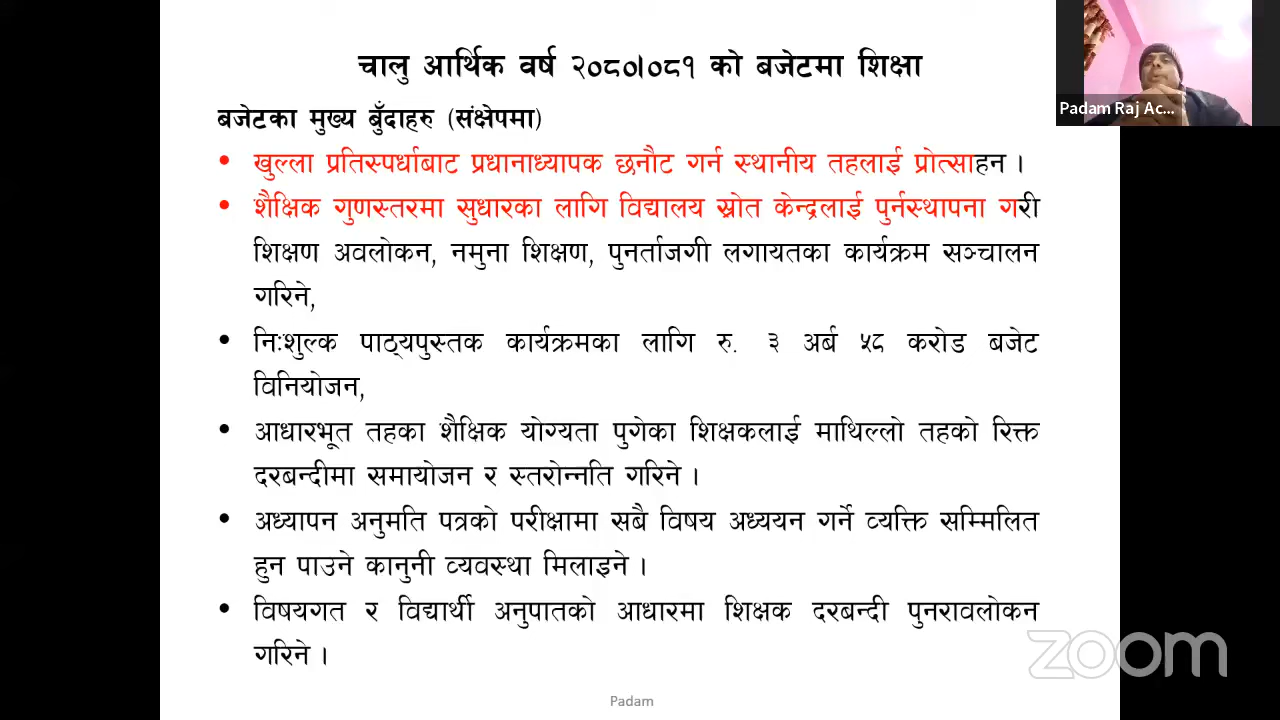 चालु आर्थिक वर्ष २०८०।०८१ को बजेटमा शिक्षा
Padam Raj Ac...
बजेटका मुख्य बुँदाहरु (संक्षेपमा)
• खुल्ला प्रतिस्पर्धाबाट प्रधानाध्यापक छनौट गर्न स्थानीय तहलाई प्रोत्साहन ।
• शैक्षिक गुणस्तरमा सुधारका लागि विद्यालय स्रोत केन्द्रलाई पुर्नस्थापना गरी
शिक्षण अवलोकन, नमुना शिक्षण, पुनर्ताजगी लगायतका कार्यक्रम सञ्चालन
गरिने,
• नि:शुल्क पाठ्यपुस्तक कार्यक्रमका लागि रु. ३ अर्ब ५८ करोड बजेट
विनियोजन,
• आधारभूत तहका शैक्षिक योग्यता पुगेका शिक्षकलाई माथिल्लो तहको रिक्त
दरबन्दीमा समायोजन र स्तरोन्नति गरिने ।
• अध्यापन अनुमति पत्रको परीक्षामा सबै विषय अध्ययन गर्ने व्यक्ति सम्मिलित
हुन पाउने कानुनी व्यवस्था मिलाइने ।
• विषयगत र विद्यार्थी अनुपातको आधारमा शिक्षक दरबन्दी पुनरावलोकन
गरिने ।
zoom
Padam